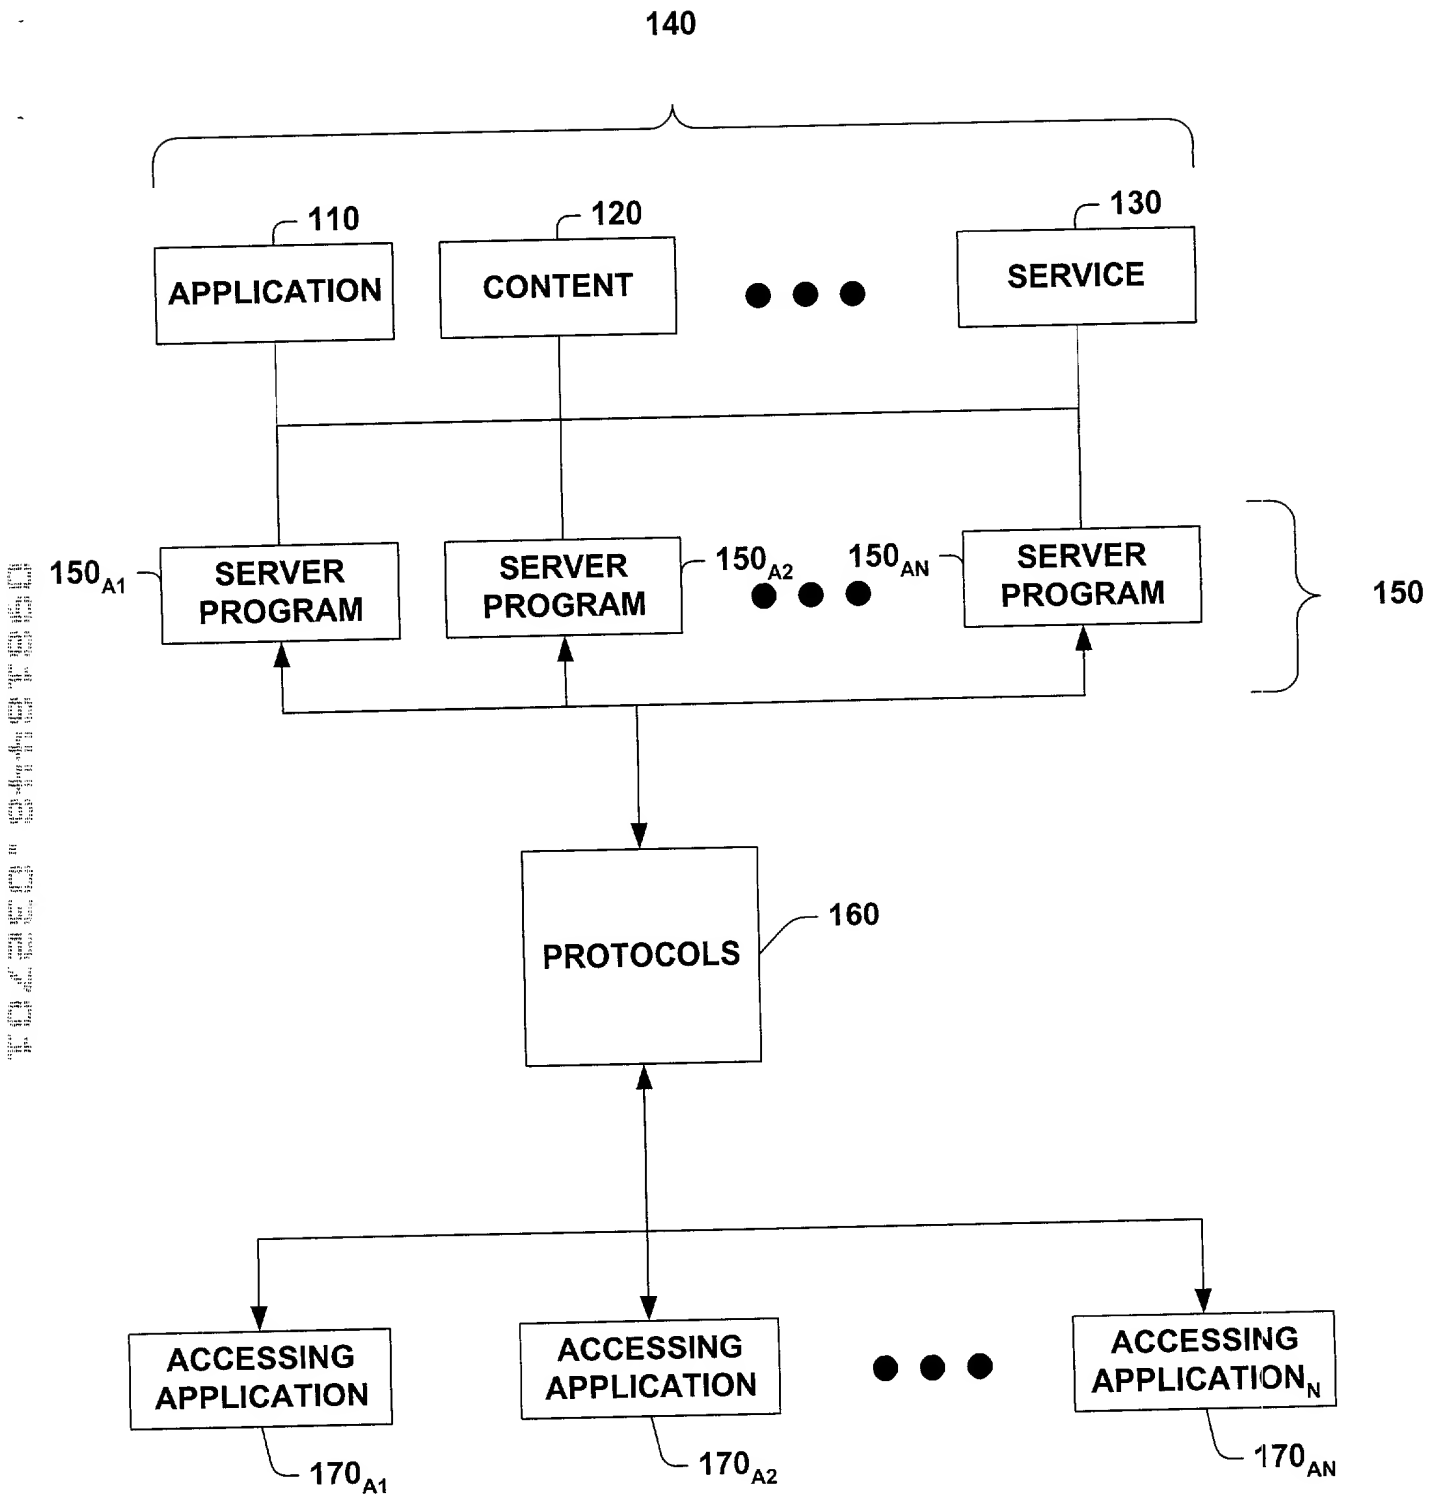 140
110
120
130
APPLICATION
CONTENT
SERVICE
150A1
SERVER
PROGRAM
SERVER
PROGRAM
150A2
150AN
SERVER
PROGRAM
150
PROTOCOLS
160
ACCESSING
APPLICATION
ACCESSING
APPLICATION
ACCESSING
APPLICATIONN
170A1
170A2
170AN